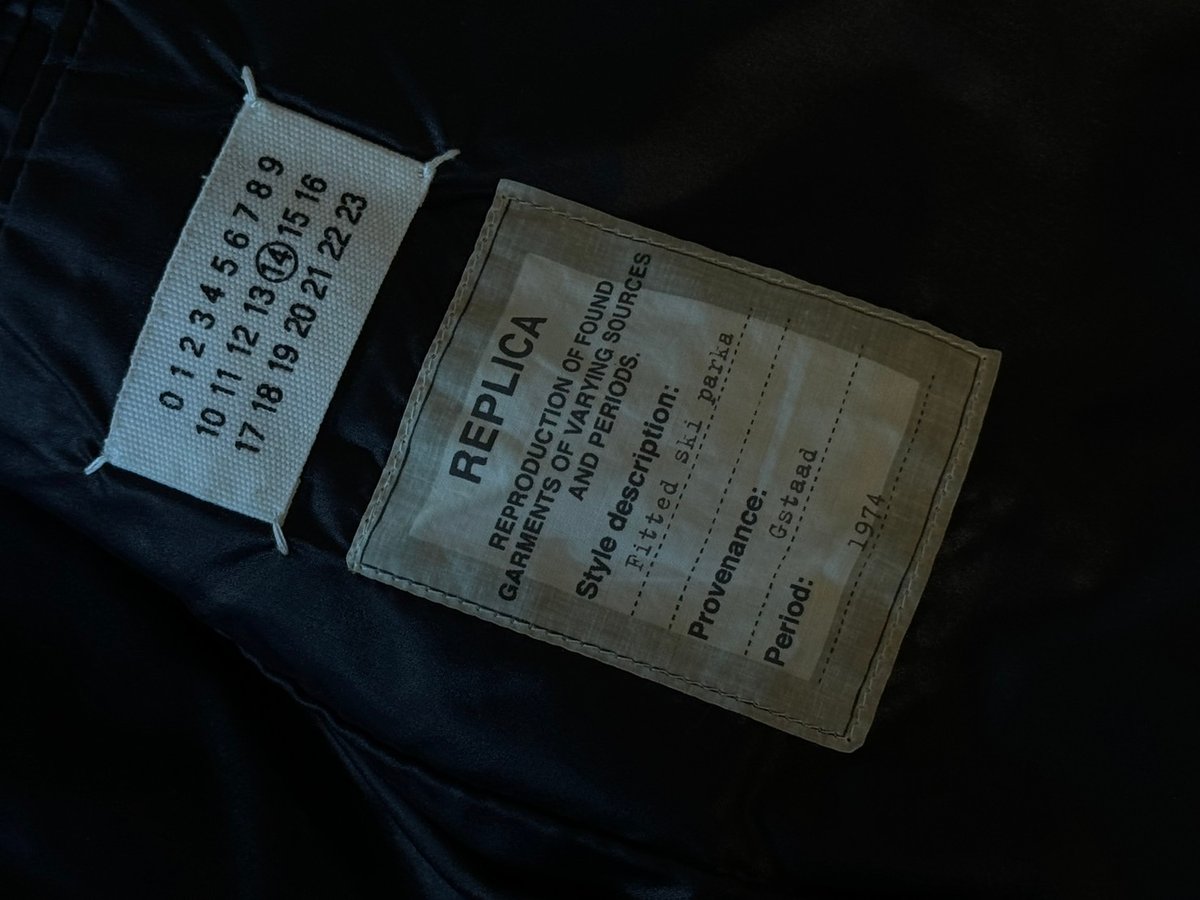 0 1 2 3 4 5 6 7 8 9
10 11 12 13 14 15 16
17 18 19 20 21 22 23
REPLICA
REPRODUCTION OF FOUND
GARMENTS OF VARYING SOURCES
AND PERIODS.
Style description:
Fitted ski parka
Provenance:
Gstaad
Period:
1974